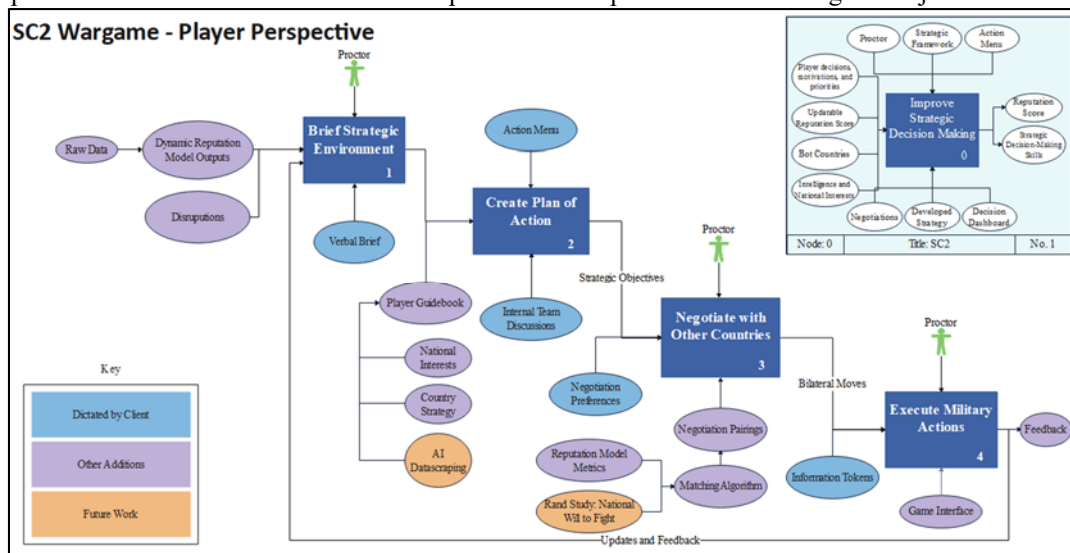 SC2 Wargame - Player Perspective
Proctor
Brief Strategic
Environment
1
Raw Data
Dynamic Reputation
Model Outputs
Disruputions
Verbal Brief
Action Menu
Create Plan of
Action
2
Player Guidebook
Internal Team
Discussions
National
Interests
Country
Strategy
AI
Datascraping
Strategic Objectives
Proctor
Negotiate with
Other Countries
3
Negotiation
Preferences
Negotiation Pairings
Reputation Model
Metrics
Matching Algorithm
Rand Study: National
Will to Fight
Bilateral Moves
Proctor
Execute Military
Actions
4
Feedback
Information Tokens
Game Interface
Updates and Feedback
Key
Dictated by Client
Other Additions
Future Work
Proctor
Strategic
Framework
Action
Menu
Player decisions,
motivations, and
priorities
Updatable
Reputation Score
Bot Countries
Intelligence and
National Interests
Improve
Strategic
Decision Making
0
Reputation
Score
Strategic
Decision-Making
Skills
Negotiations
Developed
Strategy
Decision
Dashboard
Node: 0
Title: SC2
No. 1